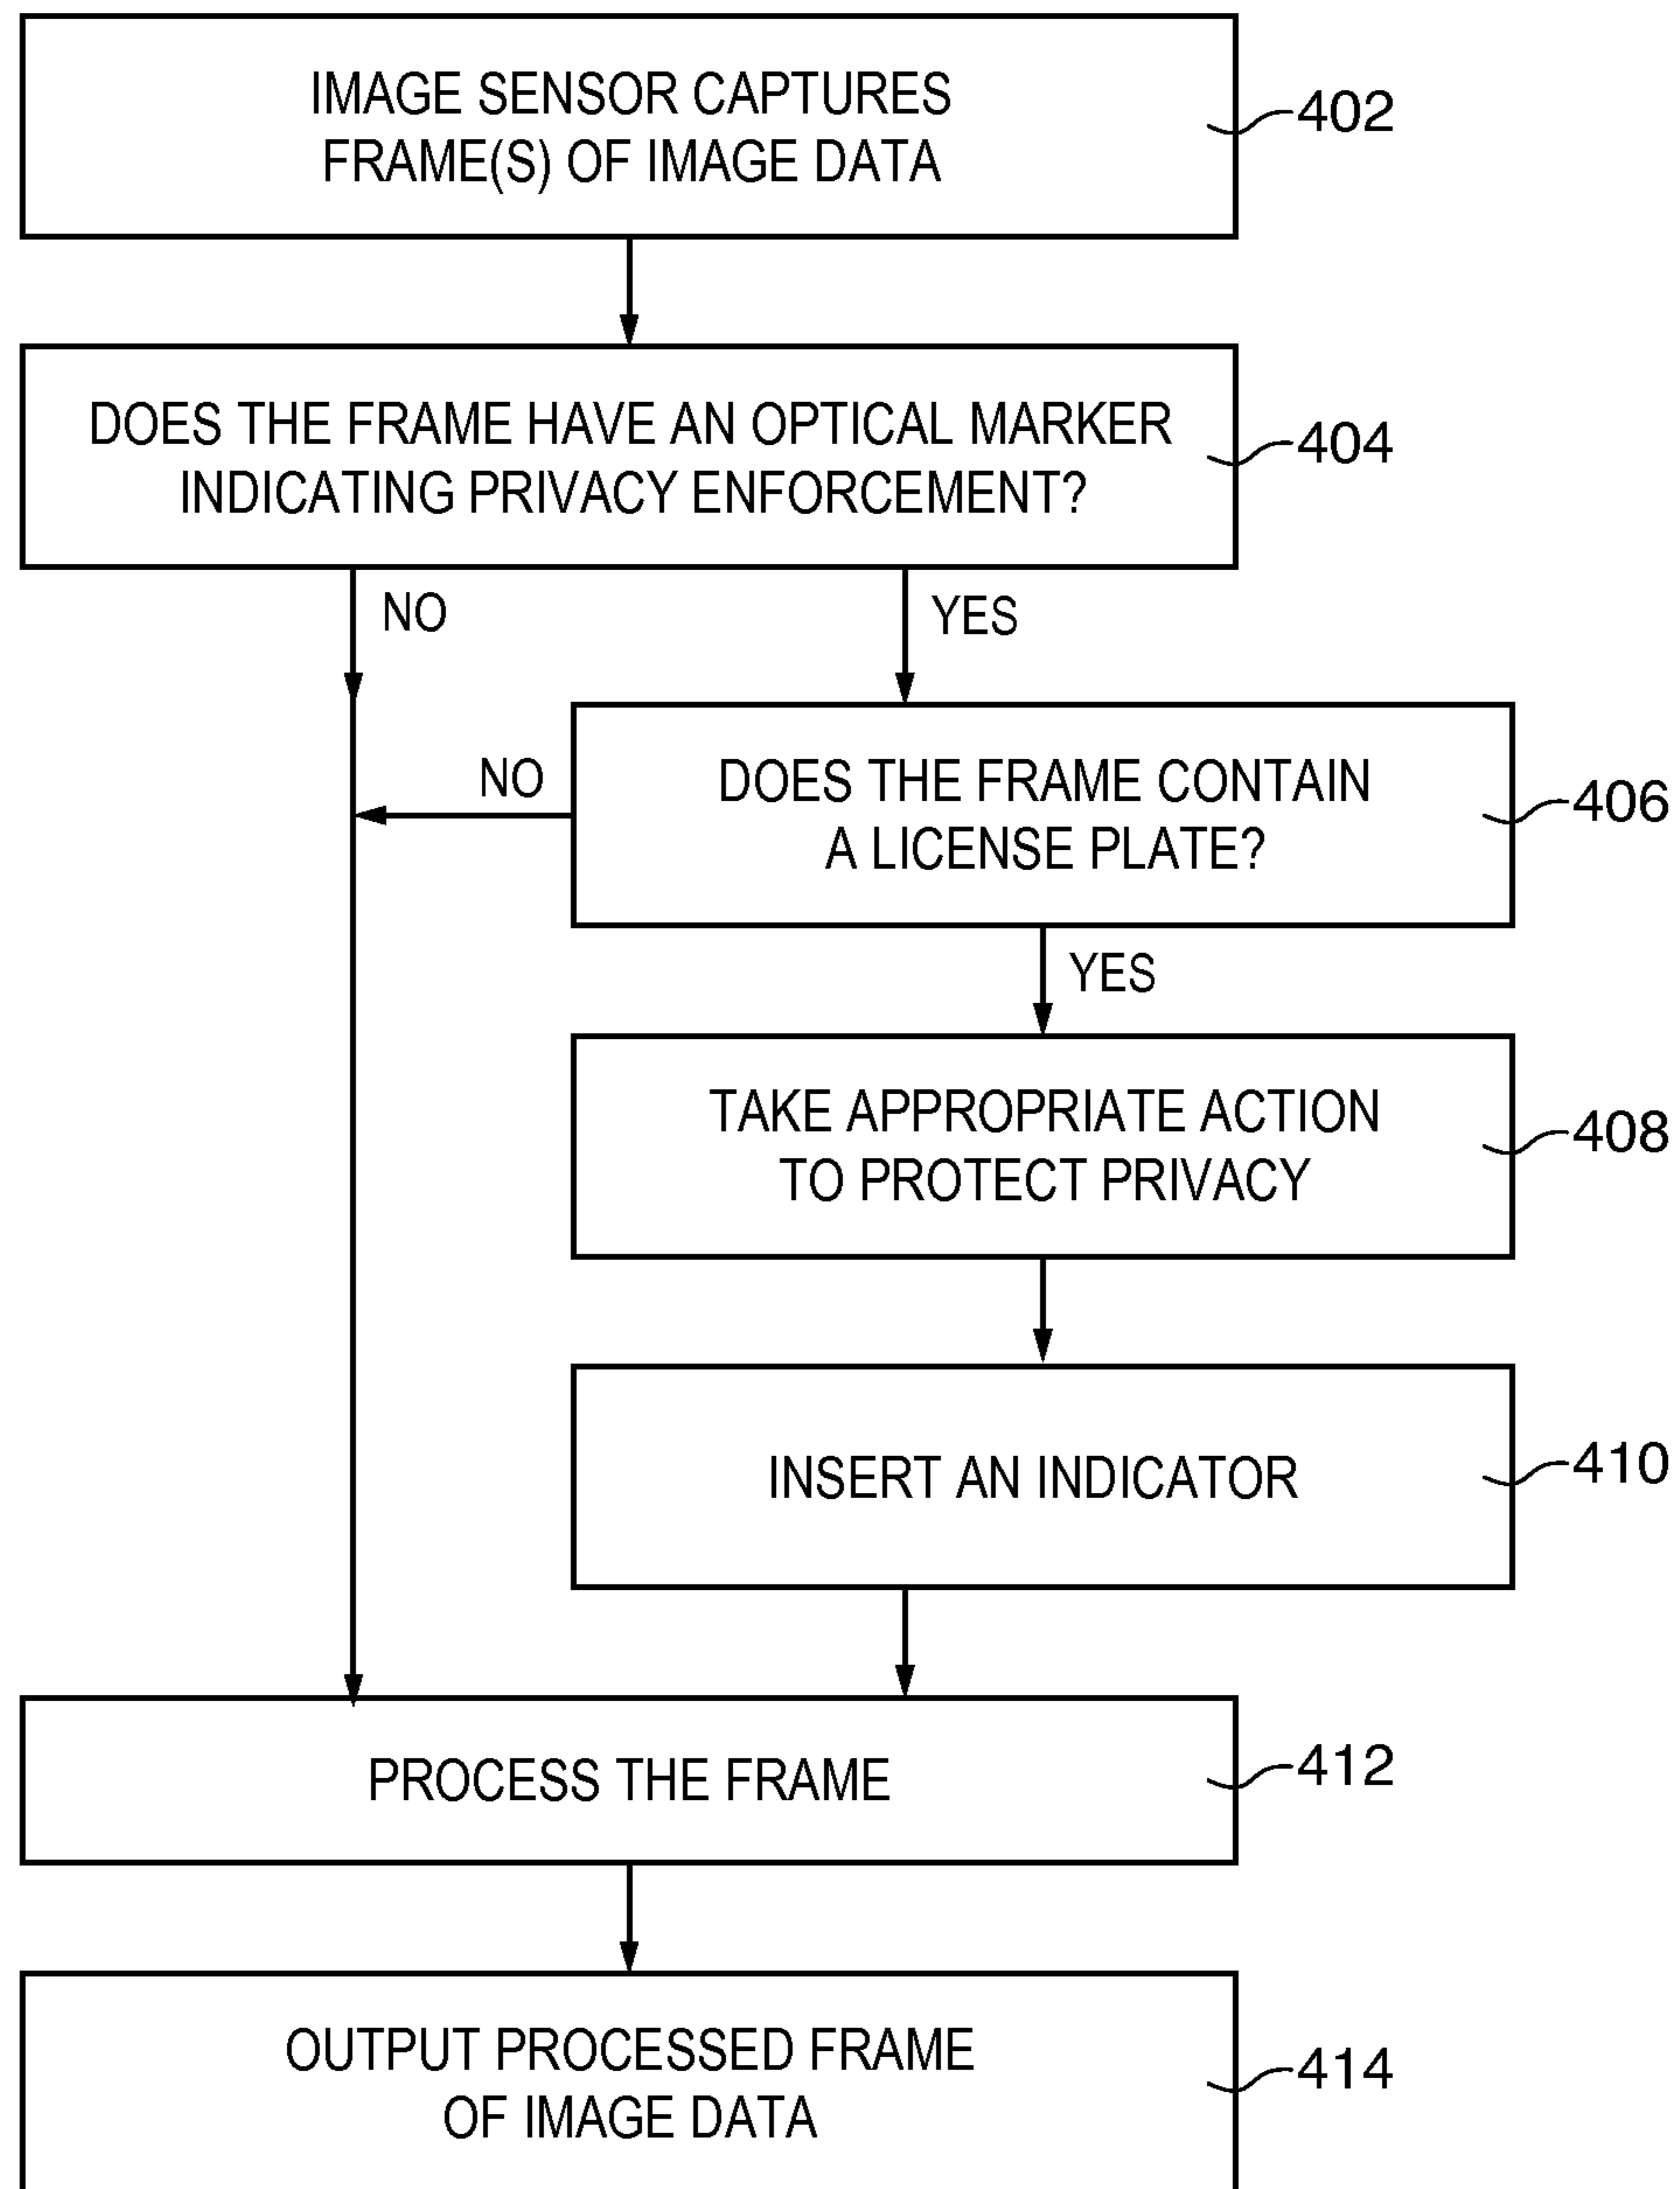 IMAGE SENSOR CAPTURES
FRAME(S) OF IMAGE DATA
402
DOES THE FRAME HAVE AN OPTICAL MARKER
INDICATING PRIVACY ENFORCEMENT?
404
NO
YES
NO
DOES THE FRAME CONTAIN
A LICENSE PLATE?
406
YES
TAKE APPROPRIATE ACTION
TO PROTECT PRIVACY
408
INSERT AN INDICATOR
410
PROCESS THE FRAME
412
OUTPUT PROCESSED FRAME
OF IMAGE DATA
414